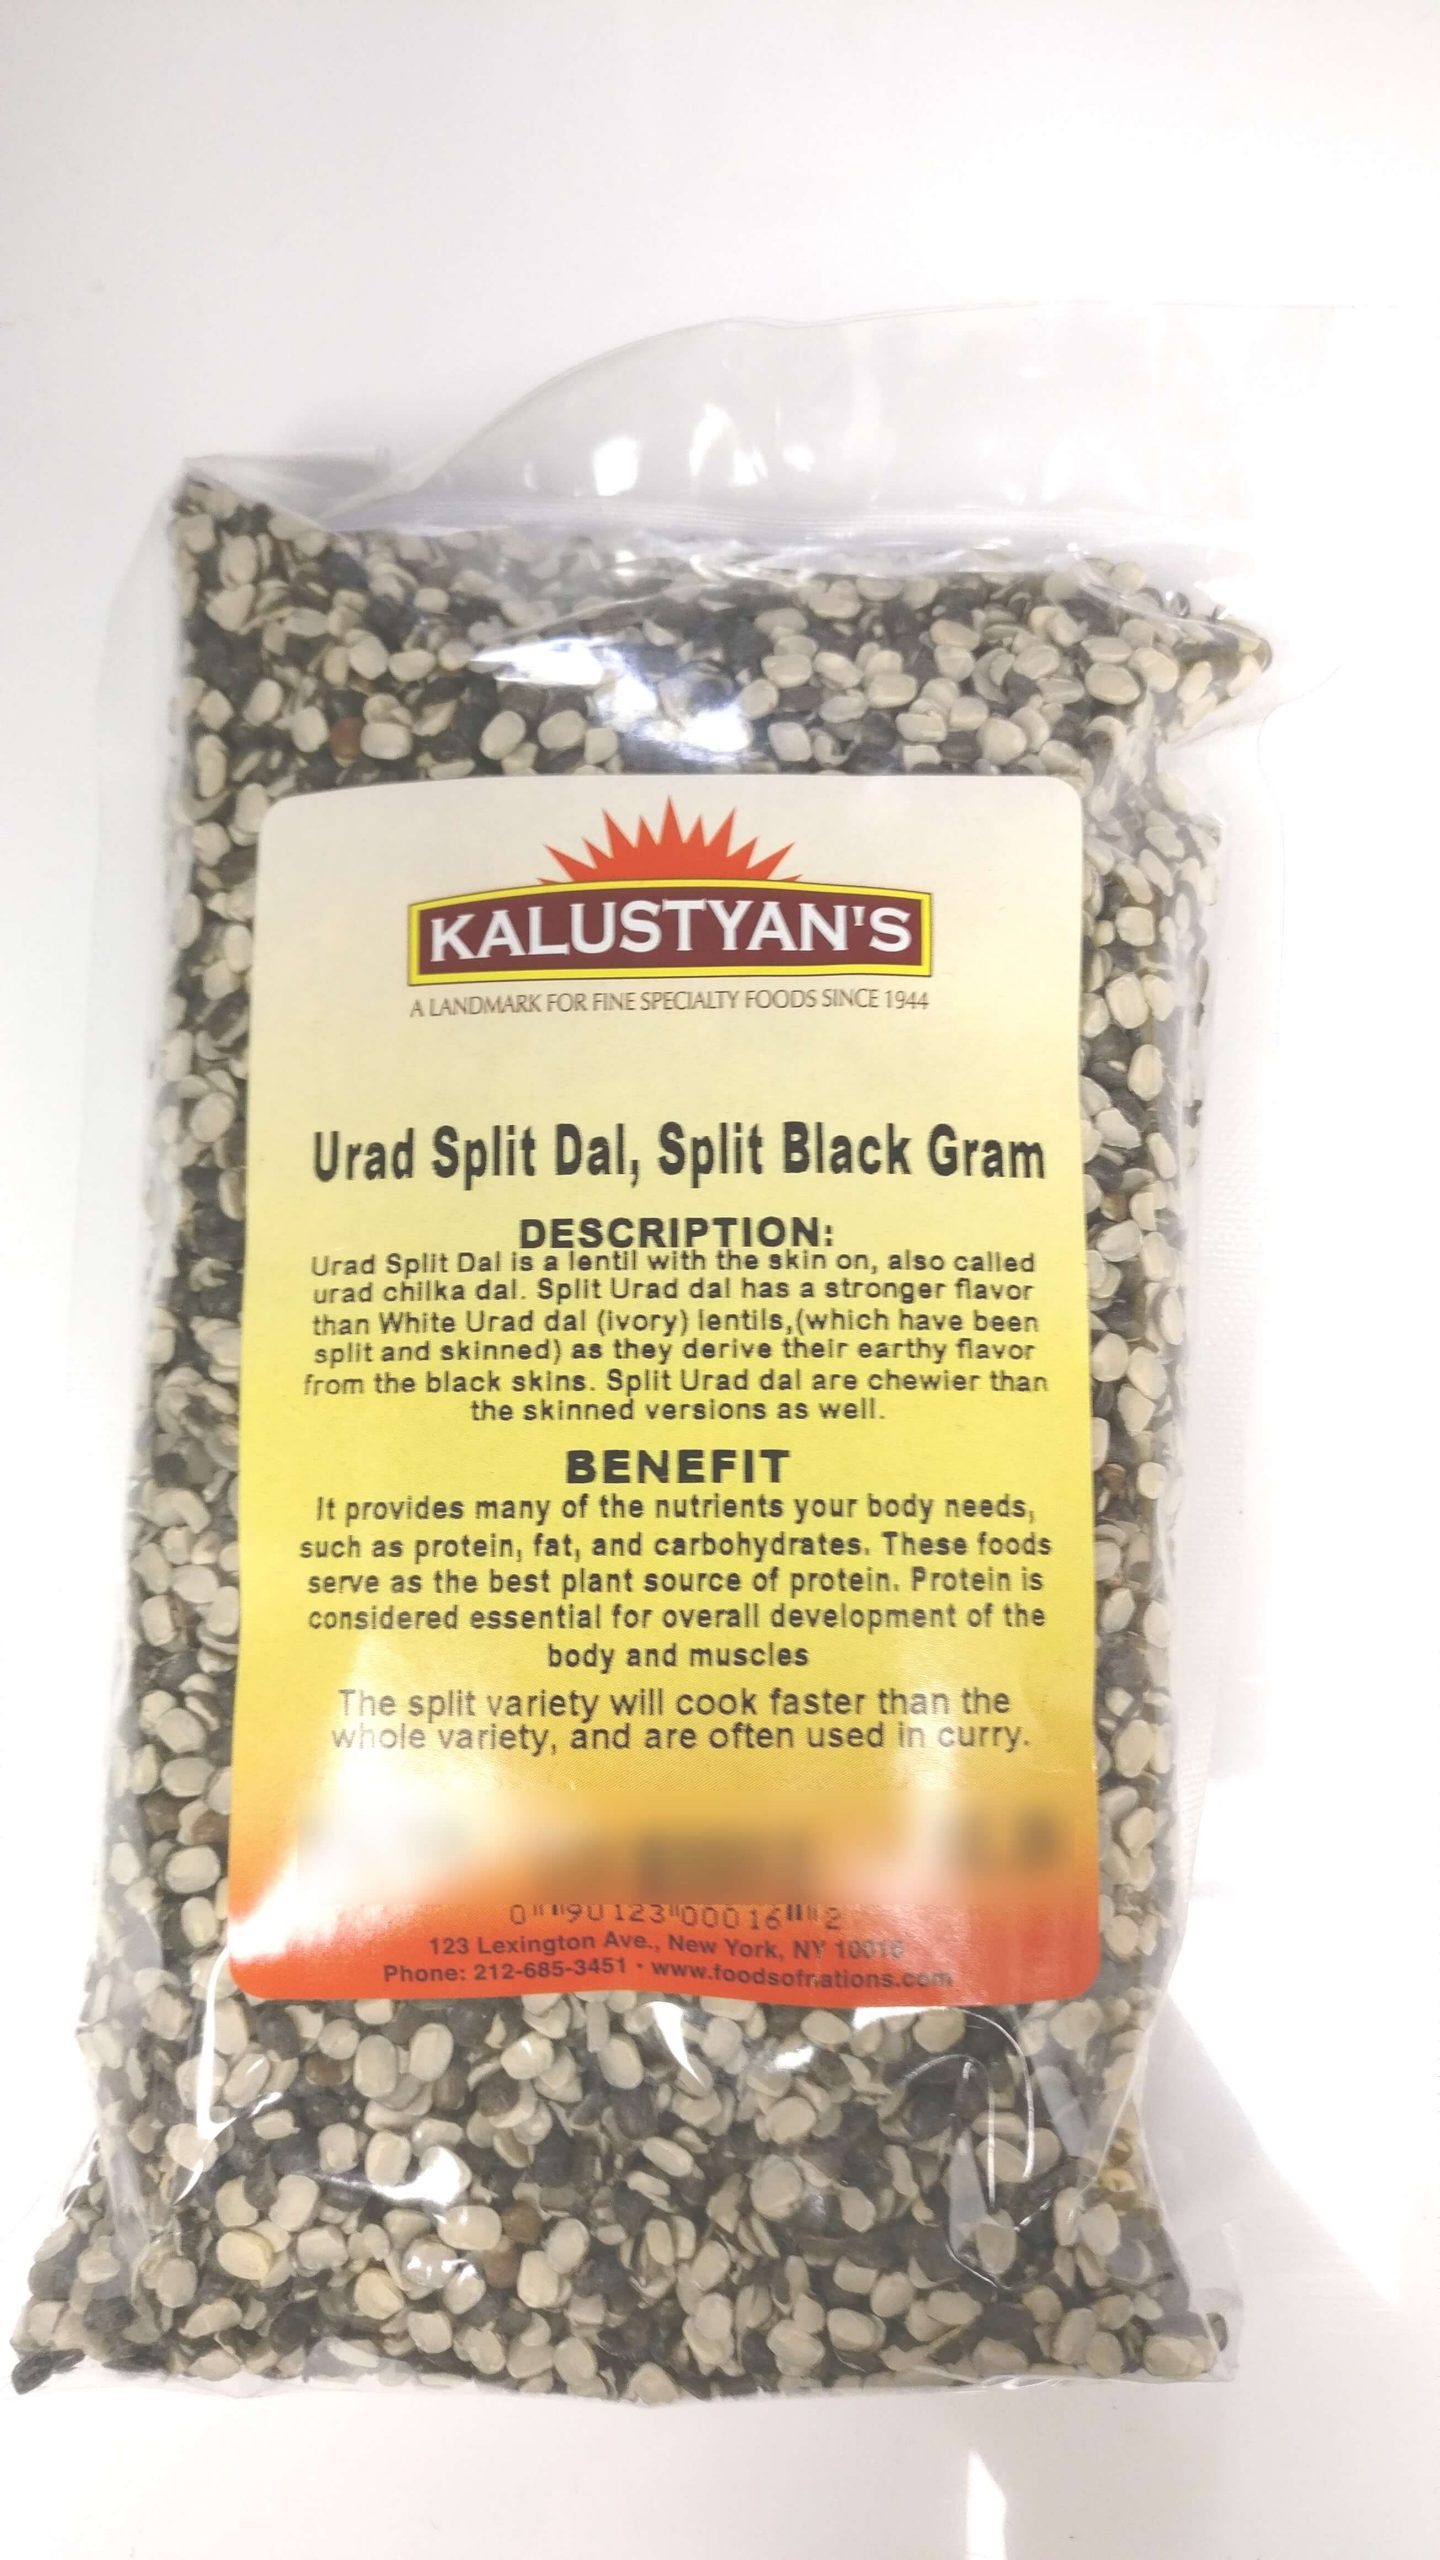 KALUSTYAN'S
A LANDMARK FOR FINE SPECIALTY FOODS SINCE 1944
Urad Split Dal, Split Black Gram
DESCRIPTION:
Urad Split Dal is a lentil with the skin on, also called
urad chilka dal. Split Urad dal has a stronger flavor
than White Urad dal (ivory) lentils,(which have been
split and skinned) as they derive their earthy flavor
from the black skins. Split Urad dal are chewier than
the skinned versions as well.
BENEFIT
It provides many of the nutrients your body needs,
such as protein, fat, and carbohydrates. These foods
serve as the best plant source of protein. Protein is
considered essential for overall development of the
body and muscles
The split variety will cook faster than the
whole variety, and are often used in curry.
0 90123 00016 2
123 Lexington Ave., New York, NY 10016
Phone: 212-685-3451 • www.foodsofnations.com